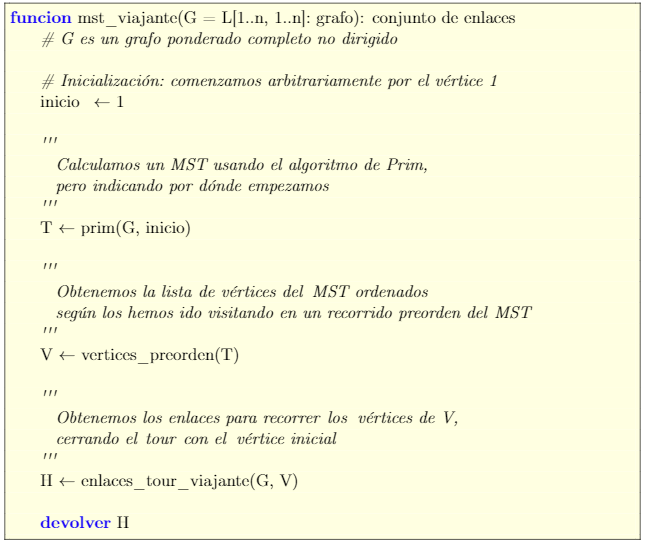 funcion mst_viajante(G = L[1..n, 1..n]: grafo): conjunto de enlaces
# G es un grafo ponderado completo no dirigido
# Inicialización: comenzamos arbitrariamente por el vértice 1
inicio ← 1
'''
Calculamos un MST usando el algoritmo de Prim,
pero indicando por dónde empezamos
'''
T ← prim(G, inicio)
'''
Obtenemos la lista de vértices del MST ordenados
según los hemos ido visitando en un recorrido preorden del MST
'''
V ← vertices_preorden(T)
'''
Obtenemos los enlaces para recorrer los vértices de V,
cerrando el tour con el vértice inicial
'''
H ← enlaces_tour_viajante(G, V)
devolver H